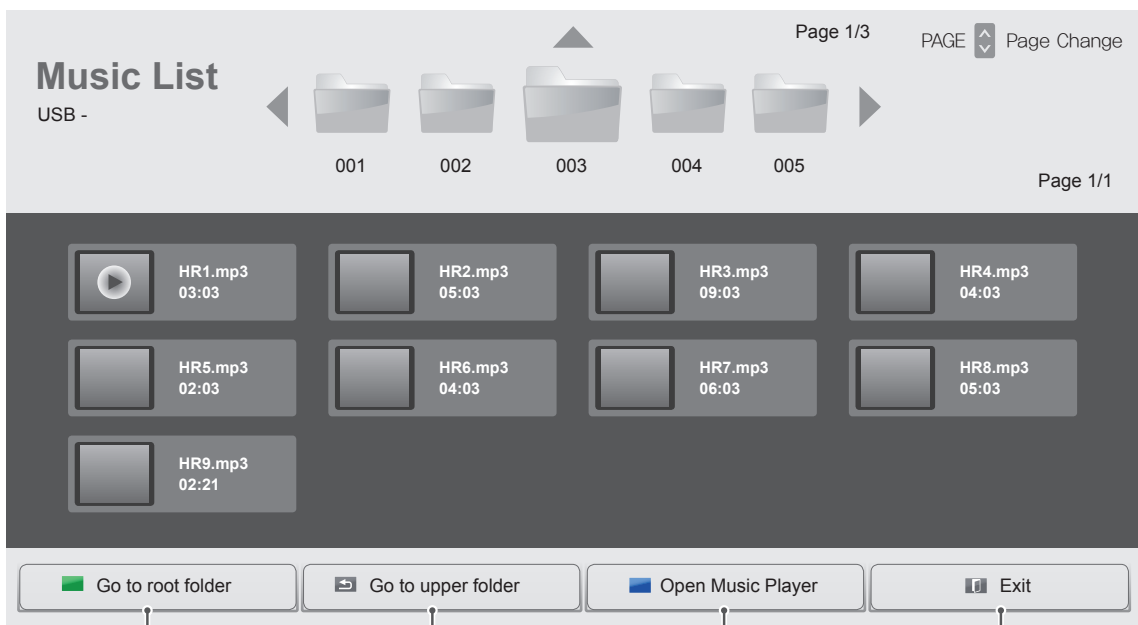 Page 1/3
PAGE Page Change
Music List
USB -
001 002 003 004 005
Page 1/1
HR1.mp3 HR2.mp3 HR3.mp3 HR4.mp3
03:03 05:03 09:03 04:03
HR5.mp3 HR6.mp3 HR7.mp3 HR8.mp3
02:03 04:03 06:03 05:03
HR9.mp3
02:21
Go to root folder Go to upper folder Open Music Player Exit